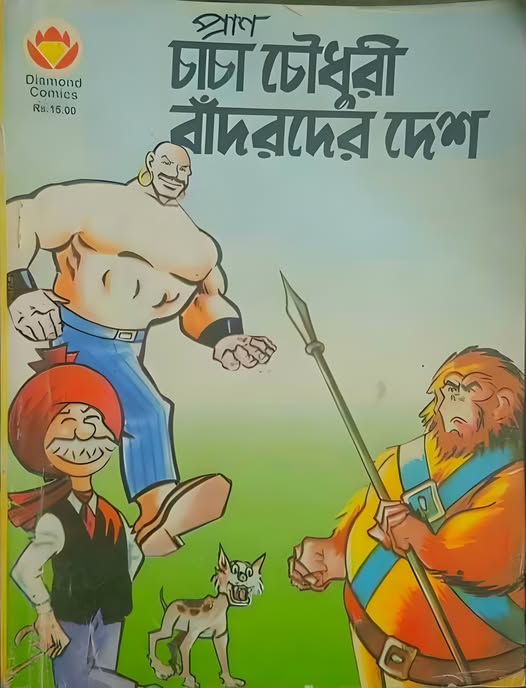 প্রাণ
চাচা চৌধুরী
বাঁদরদের দেশ
Diamond
Comics
Rs. 15.00